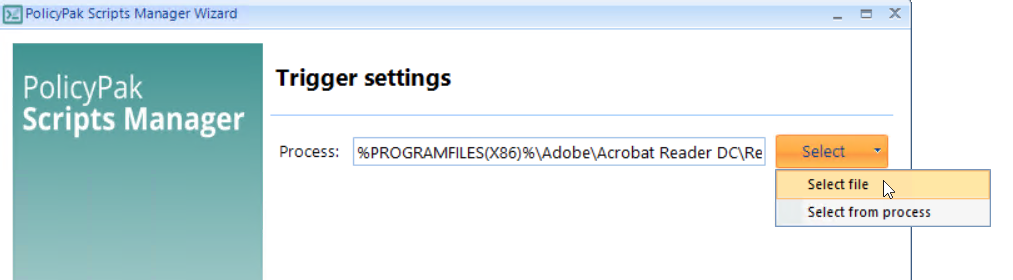 PolicyPak Scripts Manager Wizard
PolicyPak
Scripts Manager
Trigger settings
Process: %PROGRAMFILES(X86)%\Adobe\Acrobat Reader DC\Re Select
Select file
Select from process